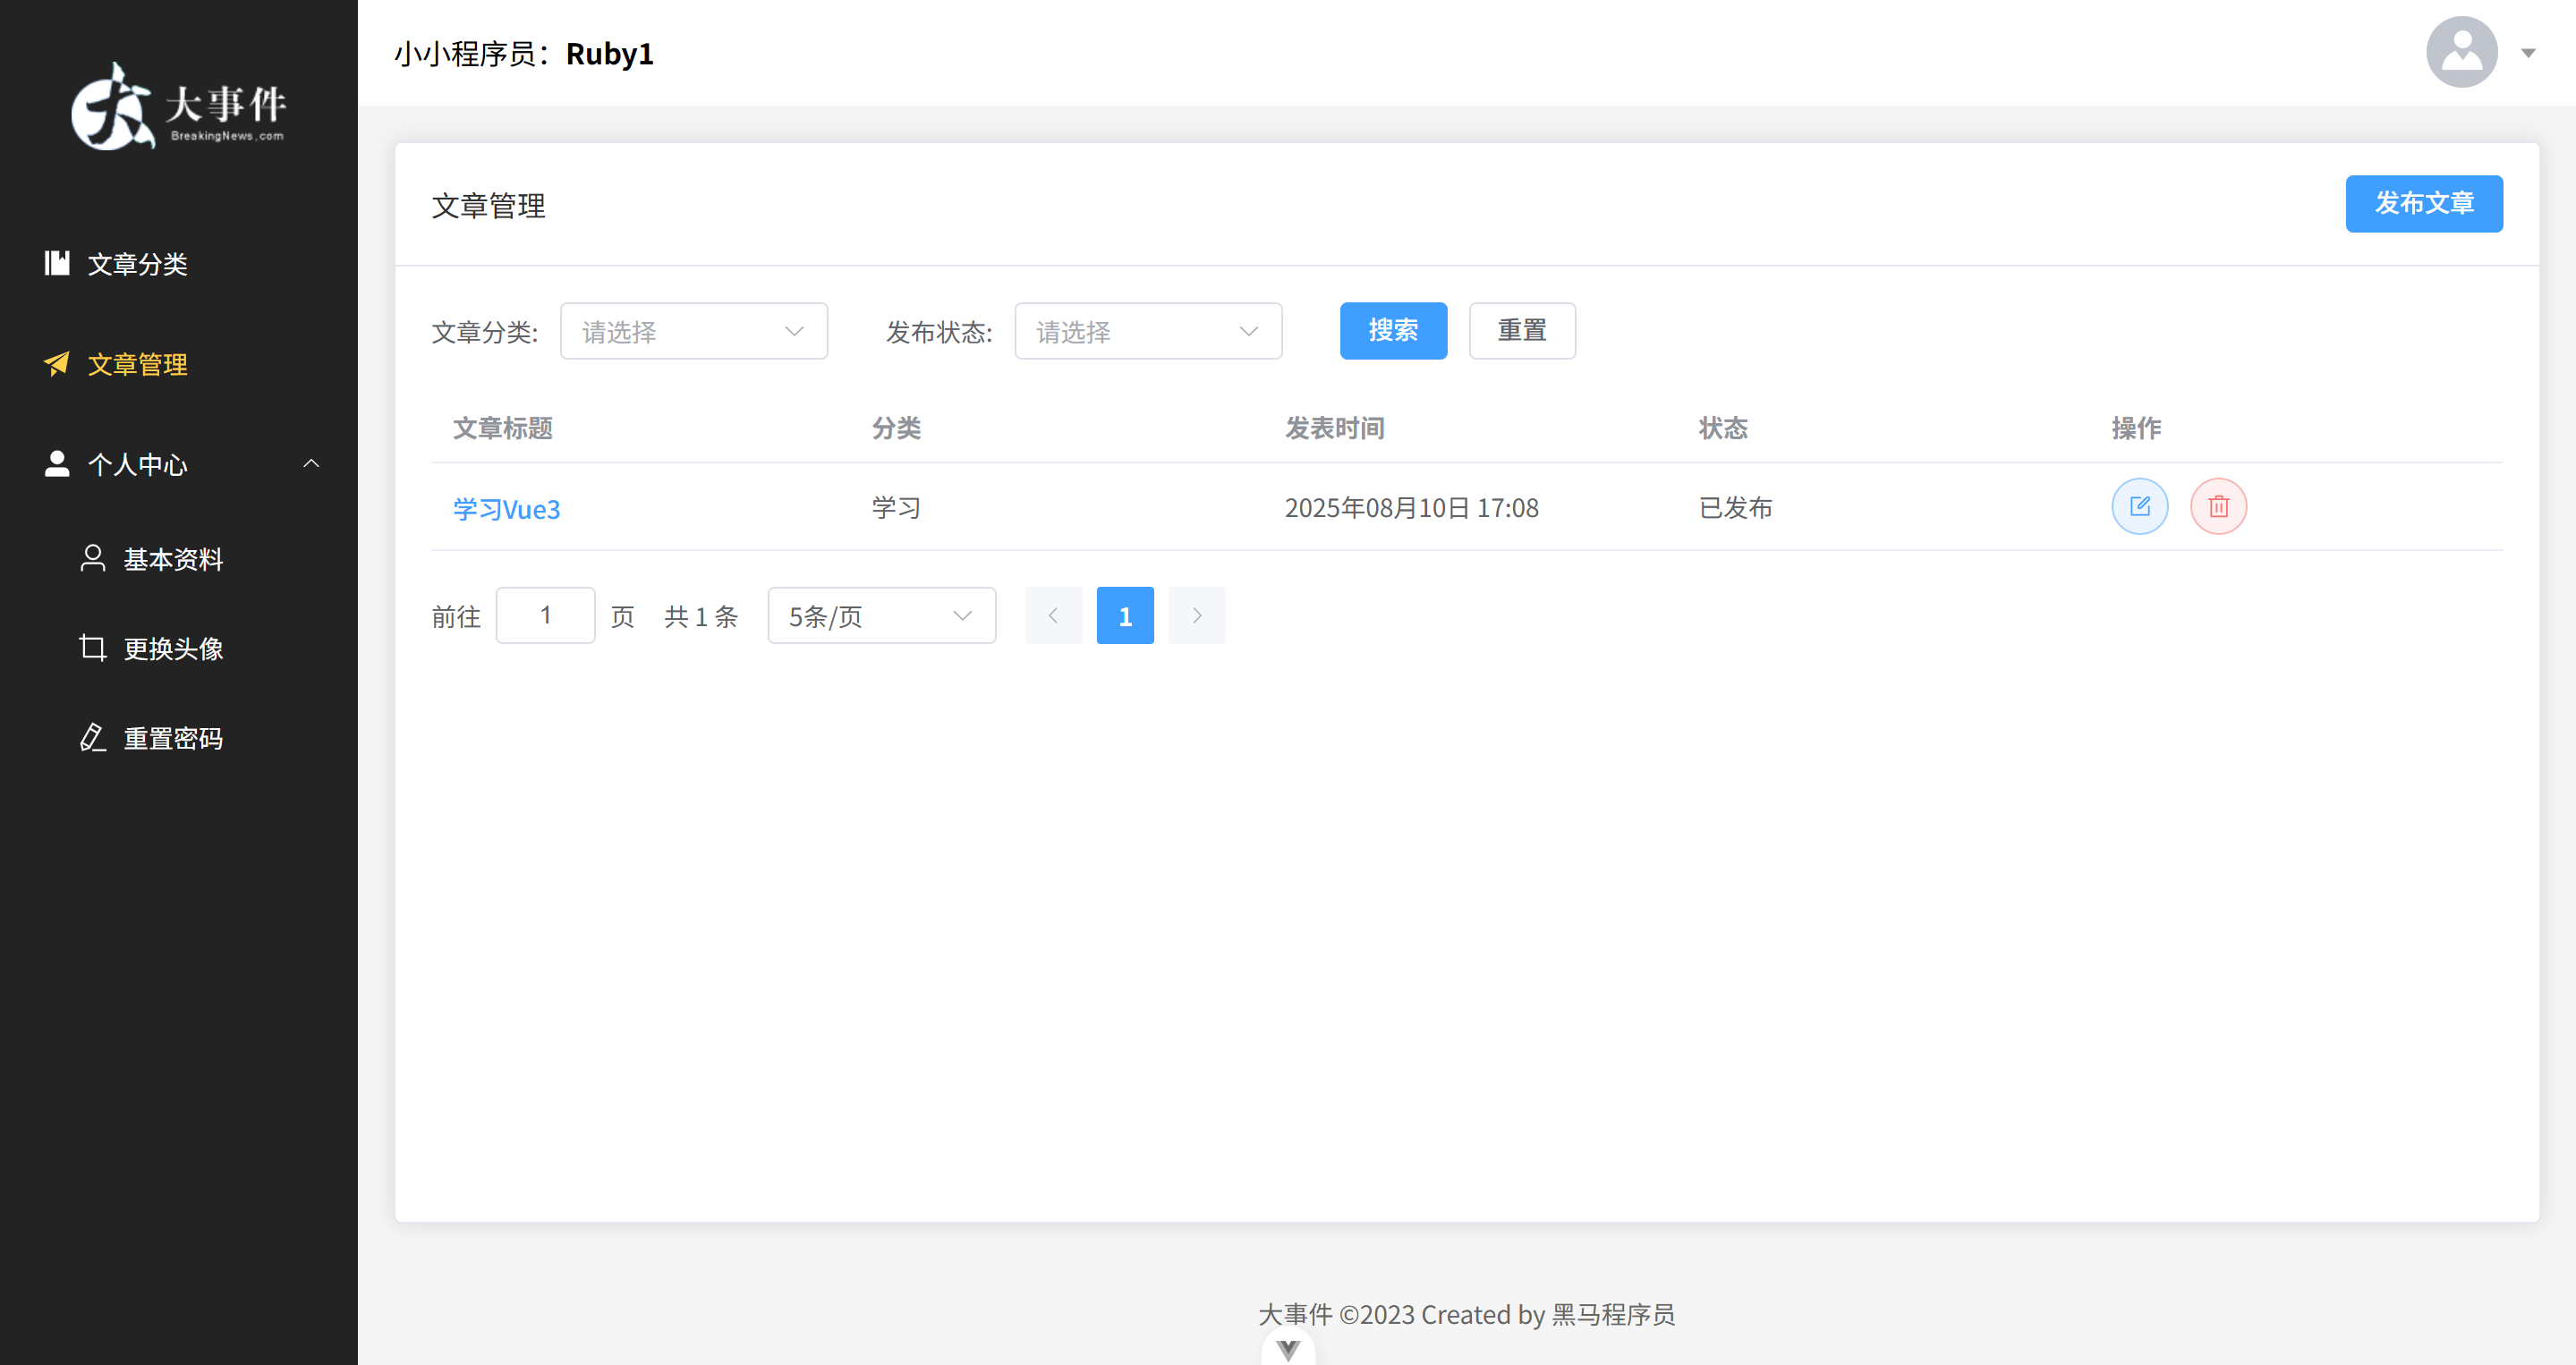 大事件
BreakingNews.com
文章分类
文章管理
个人中心
基本资料
更换头像
重置密码
小小程序员：Ruby1
文章管理
发布文章
文章分类: 请选择 发布状态: 请选择 搜索 重置
文章标题 分类 发表时间 状态 操作
学习Vue3 学习 2025年08月10日 17:08 已发布
前往 1 页 共 1 条 5条/页 1
大事件 ©2023 Created by 黑马程序员